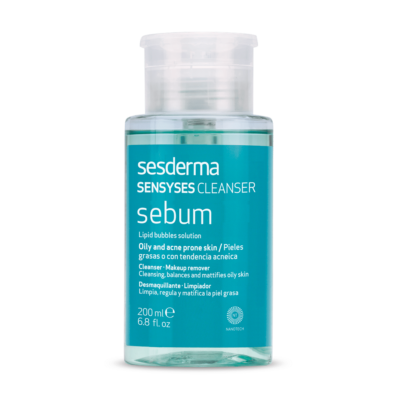 sesderma
SENSYSES CLEANSER
sebum
Lipid bubbles solution
Oily and acne prone skin / Pieles
grasas o con tendencia acneica
Cleanser · Makeup remover
Cleansing, balances and mattifies oily skin
Desmaquillante · Limpiador
Limpia, regula y matifica la piel grasa
200 ml ℮
6.8 fl. oz
NANOTECH